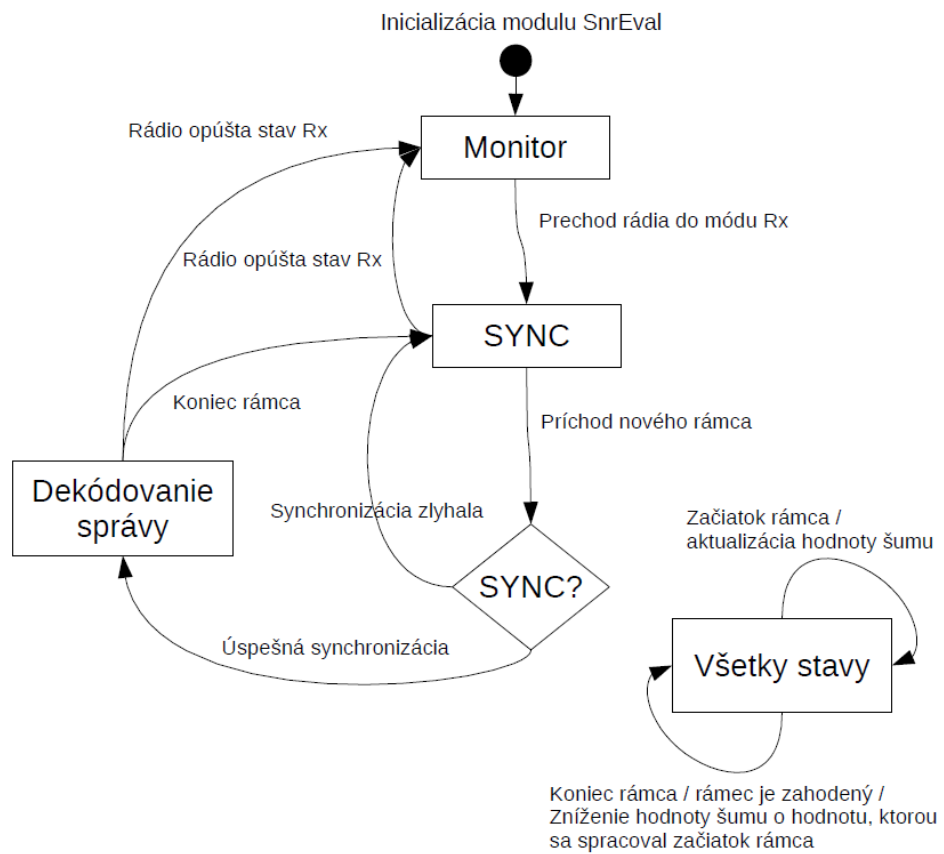 Inicializácia modulu SnrEval
Rádio opúšta stav Rx
Monitor
Prechod rádia do módu Rx
Rádio opúšta stav Rx
SYNC
Koniec rámca
Príchod nového rámca
Dekódovanie
správy
Synchronizácia zlyhala
SYNC?
Úspešná synchronizácia
Začiatok rámca /
aktualizácia hodnoty šumu
Všetky stavy
Koniec rámca / rámec je zahodený /
Zníženie hodnoty šumu o hodnotu, ktorou
sa spracoval začiatok rámca